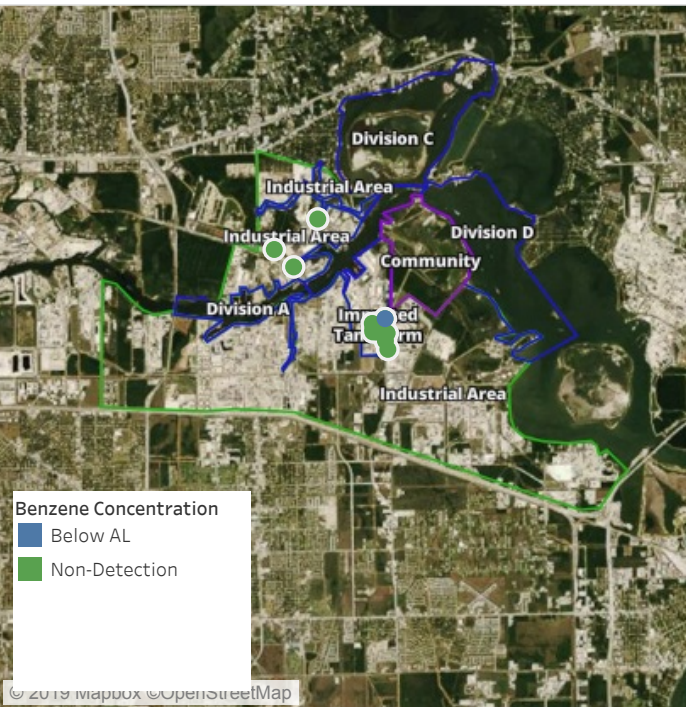 Division C
Industrial Area
Industrial Area
Division D
Community
Division A
Industrial Area
Benzene Concentration
Below AL
Non-Detection
© 2019 Mapbox ©OpenStreetMap